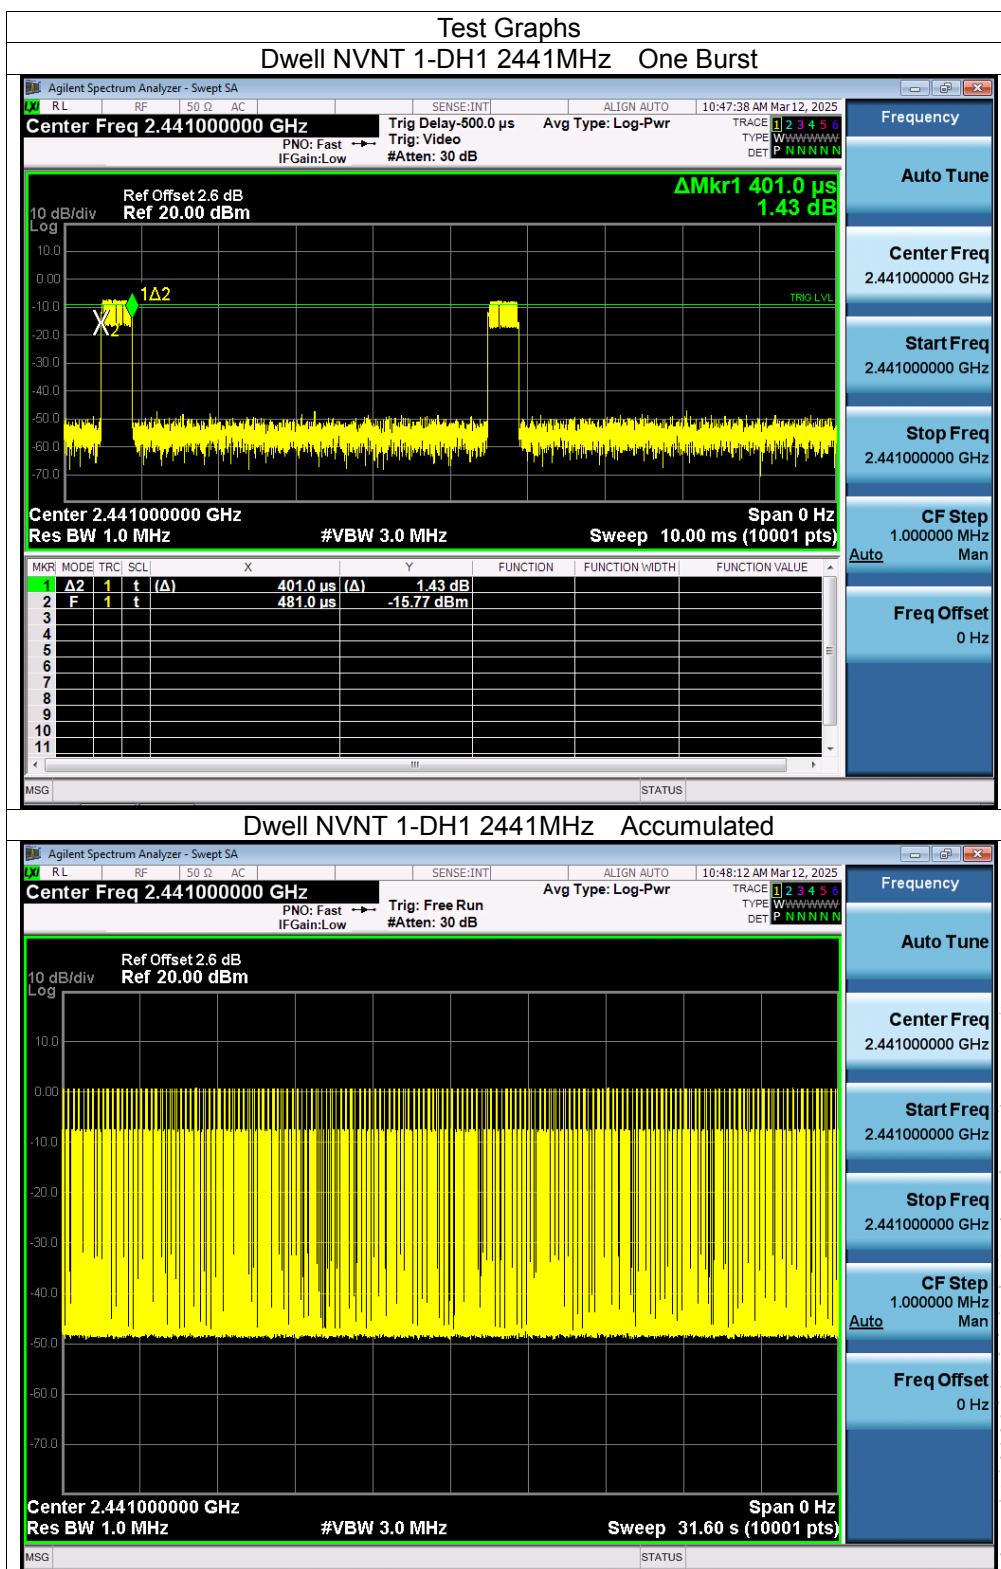 Test Graphs
Dwell NVNT 1-DH1 2441MHz One Burst
Agilent Spectrum Analyzer - Swept SA
LXI RL RF 50 Ω AC SENSE:INT ALIGN AUTO 10:47:38 AM Mar 12, 2025
Center Freq 2.441000000 GHz Trig Delay-500.0 µs Avg Type: Log-Pwr TRACE 1 2 3 4 5 6
PNO: Fast Trig: Video TYPE WWWWWW
IFGain:Low #Atten: 30 dB DET P N N N N N
Frequency
Auto Tune
Center Freq
2.441000000 GHz
Start Freq
2.441000000 GHz
Stop Freq
2.441000000 GHz
CF Step
1.000000 MHz
Auto Man
Freq Offset
0 Hz
ΔMkr1 401.0 µs
1.43 dB
Ref Offset 2.6 dB
10 dB/div Ref 20.00 dBm
Log
10.0
0.00
-10.0
-20.0
-30.0
-40.0
-50.0
-60.0
-70.0
1Δ2
X2
TRIG LVL
Center 2.441000000 GHz Span 0 Hz
Res BW 1.0 MHz #VBW 3.0 MHz Sweep 10.00 ms (10001 pts)
MKR MODE TRC SCL X Y FUNCTION FUNCTION WIDTH FUNCTION VALUE
1 Δ2 1 t (Δ) 401.0 µs (Δ) 1.43 dB
2 F 1 t 481.0 µs -15.77 dBm
3
4
5
6
7
8
9
10
11
MSG STATUS
Dwell NVNT 1-DH1 2441MHz Accumulated
Agilent Spectrum Analyzer - Swept SA
LXI RL RF 50 Ω AC SENSE:INT ALIGN AUTO 10:48:12 AM Mar 12, 2025
Center Freq 2.441000000 GHz Avg Type: Log-Pwr TRACE 1 2 3 4 5 6
PNO: Fast Trig: Free Run TYPE WWWWWW
IFGain:Low #Atten: 30 dB DET P N N N N N
Frequency
Auto Tune
Center Freq
2.441000000 GHz
Start Freq
2.441000000 GHz
Stop Freq
2.441000000 GHz
CF Step
1.000000 MHz
Auto Man
Freq Offset
0 Hz
Ref Offset 2.6 dB
10 dB/div Ref 20.00 dBm
Log
10.0
0.00
-10.0
-20.0
-30.0
-40.0
-50.0
-60.0
-70.0
Center 2.441000000 GHz Span 0 Hz
Res BW 1.0 MHz #VBW 3.0 MHz Sweep 31.60 s (10001 pts)
MSG STATUS